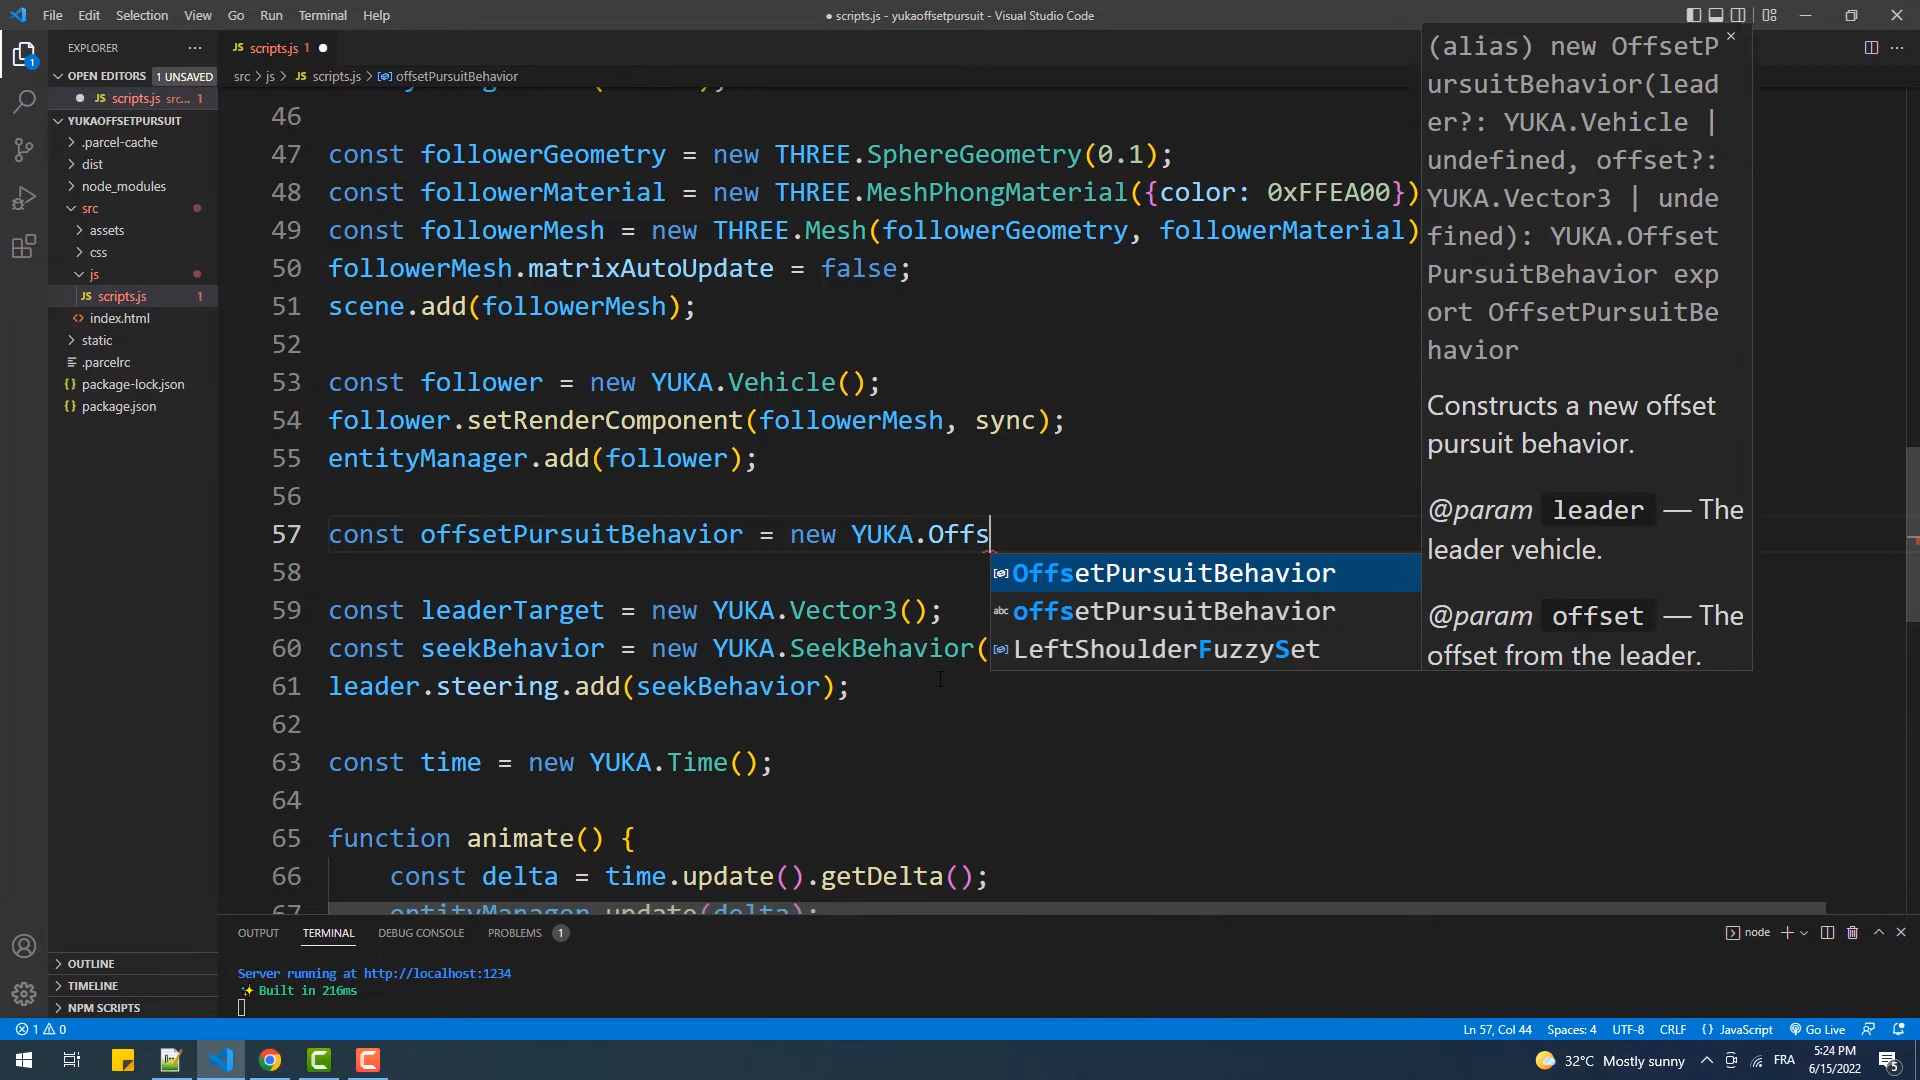 File Edit Selection View Go Run Terminal Help
● scripts.js - yukaoffsetpursuit - Visual Studio Code
EXPLORER
OPEN EDITORS 1 UNSAVED
JS scripts.js src... 1
YUKAOFFSETPURSUIT
.parcel-cache
dist
node_modules
src
assets
css
js
JS scripts.js 1
index.html
static
.parcelrc
package-lock.json
package.json
OUTLINE
TIMELINE
NPM SCRIPTS
JS scripts.js 1 ●
src > js > JS scripts.js > offsetPursuitBehavior
46
47 const followerGeometry = new THREE.SphereGeometry(0.1);
48 const followerMaterial = new THREE.MeshPhongMaterial({color: 0xFFEA00})
49 const followerMesh = new THREE.Mesh(followerGeometry, followerMaterial)
50 followerMesh.matrixAutoUpdate = false;
51 scene.add(followerMesh);
52
53 const follower = new YUKA.Vehicle();
54 follower.setRenderComponent(followerMesh, sync);
55 entityManager.add(follower);
56
57 const offsetPursuitBehavior = new YUKA.Offs
58
59 const leaderTarget = new YUKA.Vector3();
60 const seekBehavior = new YUKA.SeekBehavior(
61 leader.steering.add(seekBehavior);
62
63 const time = new YUKA.Time();
64
65 function animate() {
66 const delta = time.update().getDelta();
67 entityManager.update(delta);
OffsetPursuitBehavior
abc offsetPursuitBehavior
LeftShoulderFuzzySet
(alias) new OffsetP
ursuitBehavior(lead
er?: YUKA.Vehicle |
undefined, offset?:
YUKA.Vector3 | unde
fined): YUKA.Offset
PursuitBehavior exp
ort OffsetPursuitBe
havior
Constructs a new offset
pursuit behavior.
@param leader — The
leader vehicle.
@param offset — The
offset from the leader.
OUTPUT TERMINAL DEBUG CONSOLE PROBLEMS 1
node
Server running at http://localhost:1234
✨ Built in 216ms
1 0
Ln 57, Col 44 Spaces: 4 UTF-8 CRLF {} JavaScript Go Live
32°C Mostly sunny FRA
5:24 PM
6/15/2022
5